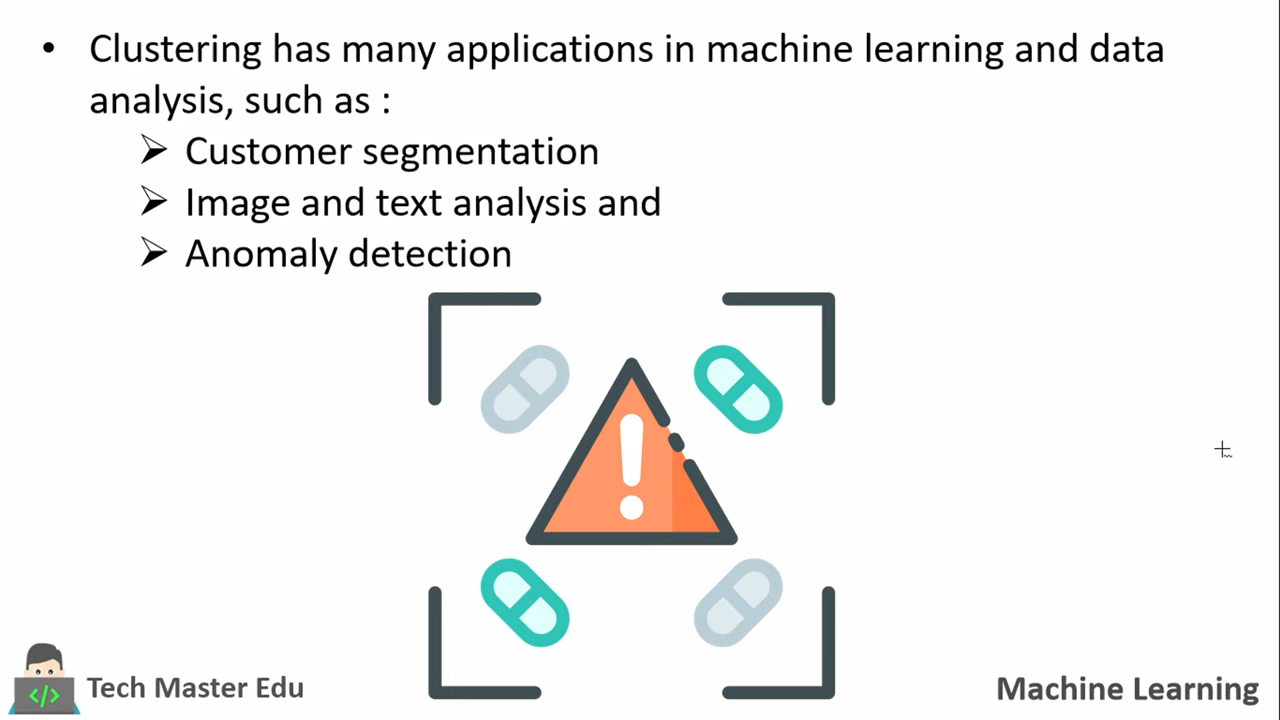 • Clustering has many applications in machine learning and data
analysis, such as :
➢ Customer segmentation
➢ Image and text analysis and
➢ Anomaly detection
!
</>
Tech Master Edu
Machine Learning